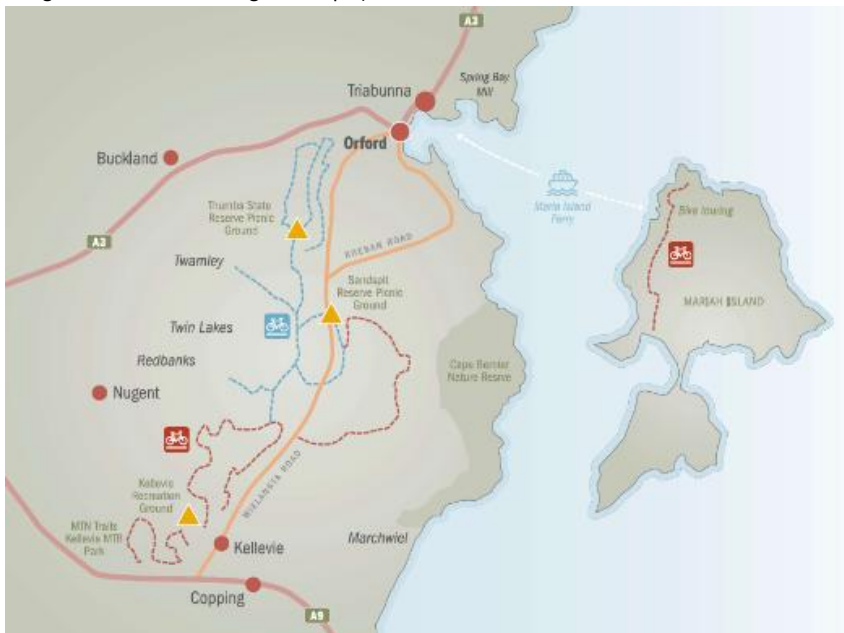 A3
Spring Bay
Mill
Triabunna
Orford
Buckland
Thumbs State
Reserve Picnic
Ground
Maria Island
Ferry
Bike touring
A3
RHEBAN ROAD
Twamley
Sandspit
Reserve Picnic
Ground
MARIAH ISLAND
Twin Lakes
Redbanks
Cape Bernier
Nature Reserve
Nugent
WIELANGTA ROAD
Kellevie
Recreation
Ground
MTN Trails
Kellevie MTB
Park
Kellevie
Marchwiel
Copping
A9